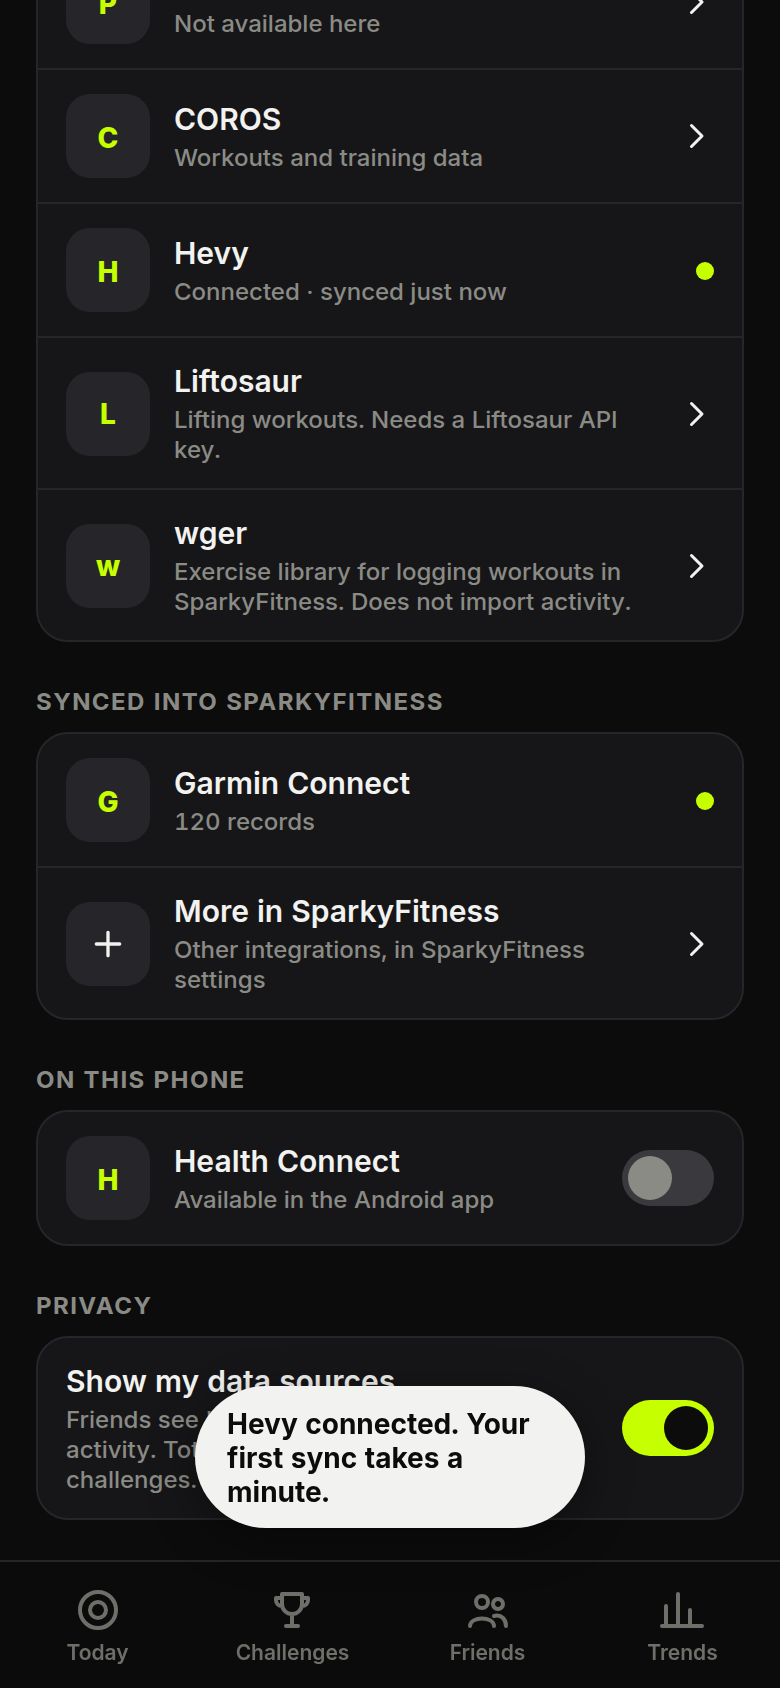 P
Not available here
C
COROS
Workouts and training data
H
Hevy
Connected · synced just now
L
Liftosaur
Lifting workouts. Needs a Liftosaur API
key.
w
wger
Exercise library for logging workouts in
SparkyFitness. Does not import activity.
SYNCED INTO SPARKYFITNESS
G
Garmin Connect
120 records
More in SparkyFitness
Other integrations, in SparkyFitness
settings
ON THIS PHONE
H
Health Connect
Available in the Android app
PRIVACY
Show my data sources
Friends see
activity.
challenges.
Hevy connected. Your
first sync takes a
minute.
Today
Challenges
Friends
Trends